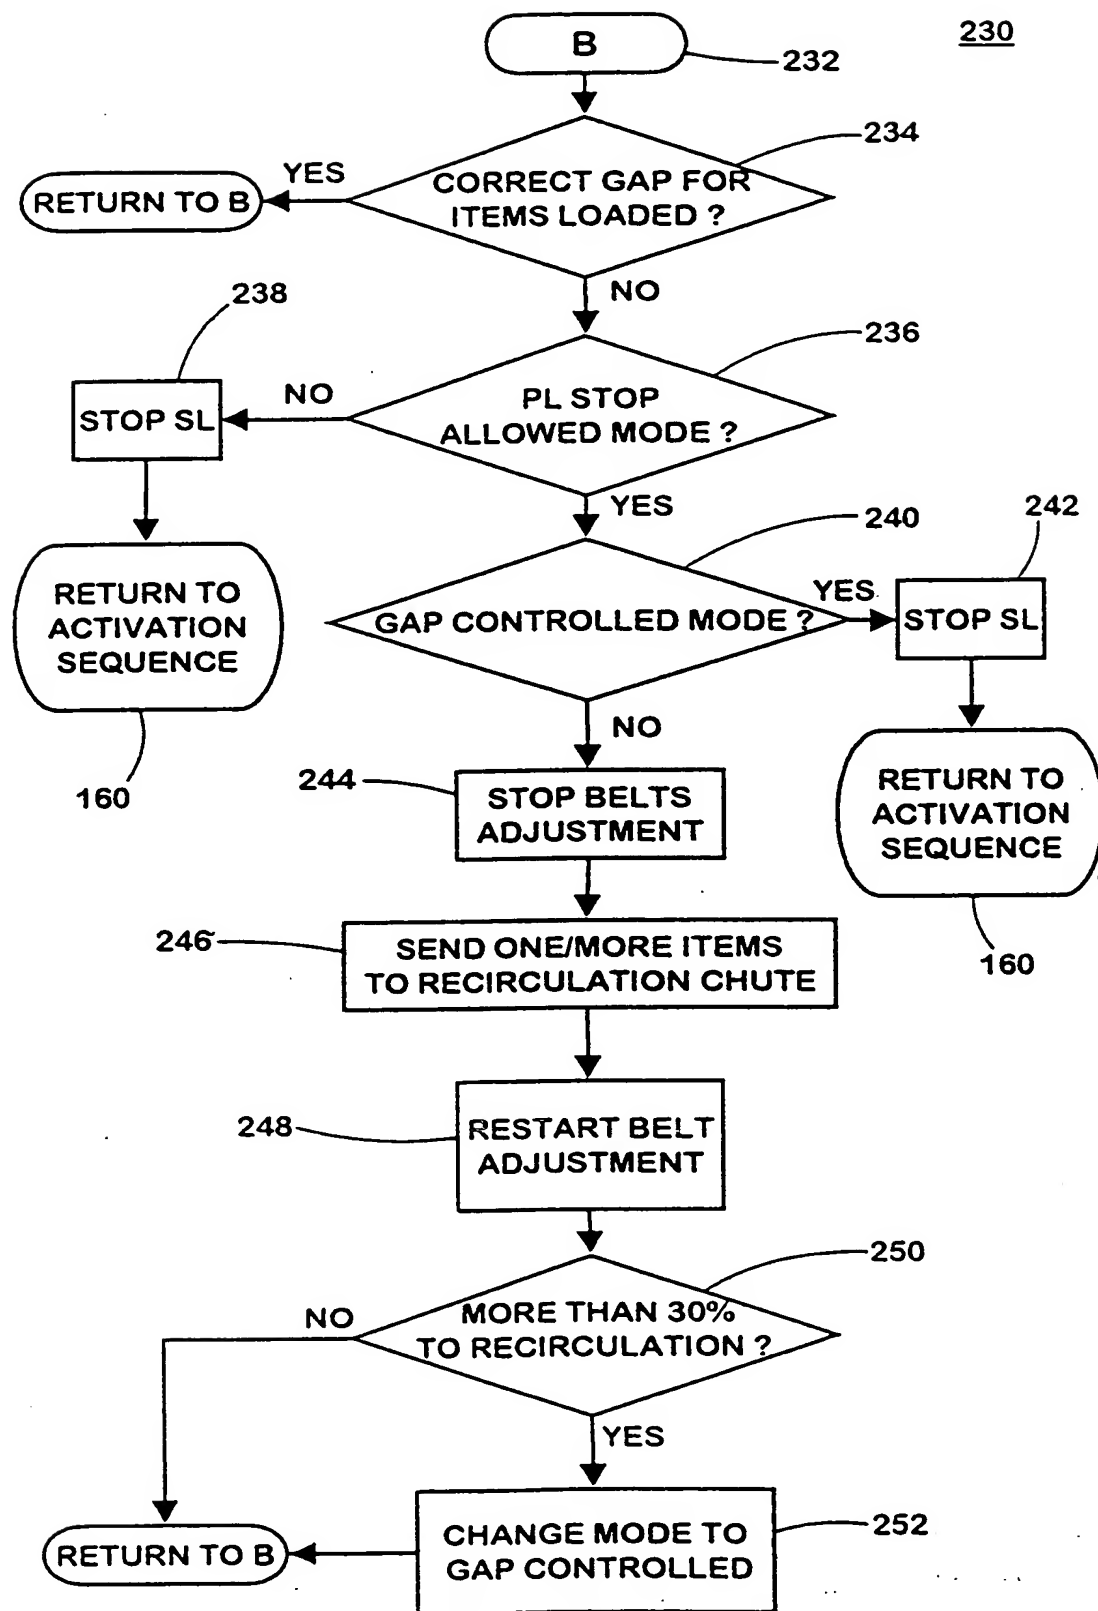 230
B
232
234
CORRECT GAP FOR
ITEMS LOADED ?
YES
RETURN TO B
NO
238
236
PL STOP
ALLOWED MODE ?
NO
STOP SL
YES
240
242
GAP CONTROLLED MODE ?
YES
STOP SL
RETURN TO
ACTIVATION
SEQUENCE
160
NO
244
STOP BELTS
ADJUSTMENT
RETURN TO
ACTIVATION
SEQUENCE
160
246
SEND ONE/MORE ITEMS
TO RECIRCULATION CHUTE
248
RESTART BELT
ADJUSTMENT
250
MORE THAN 30%
TO RECIRCULATION ?
NO
YES
252
CHANGE MODE TO
GAP CONTROLLED
RETURN TO B